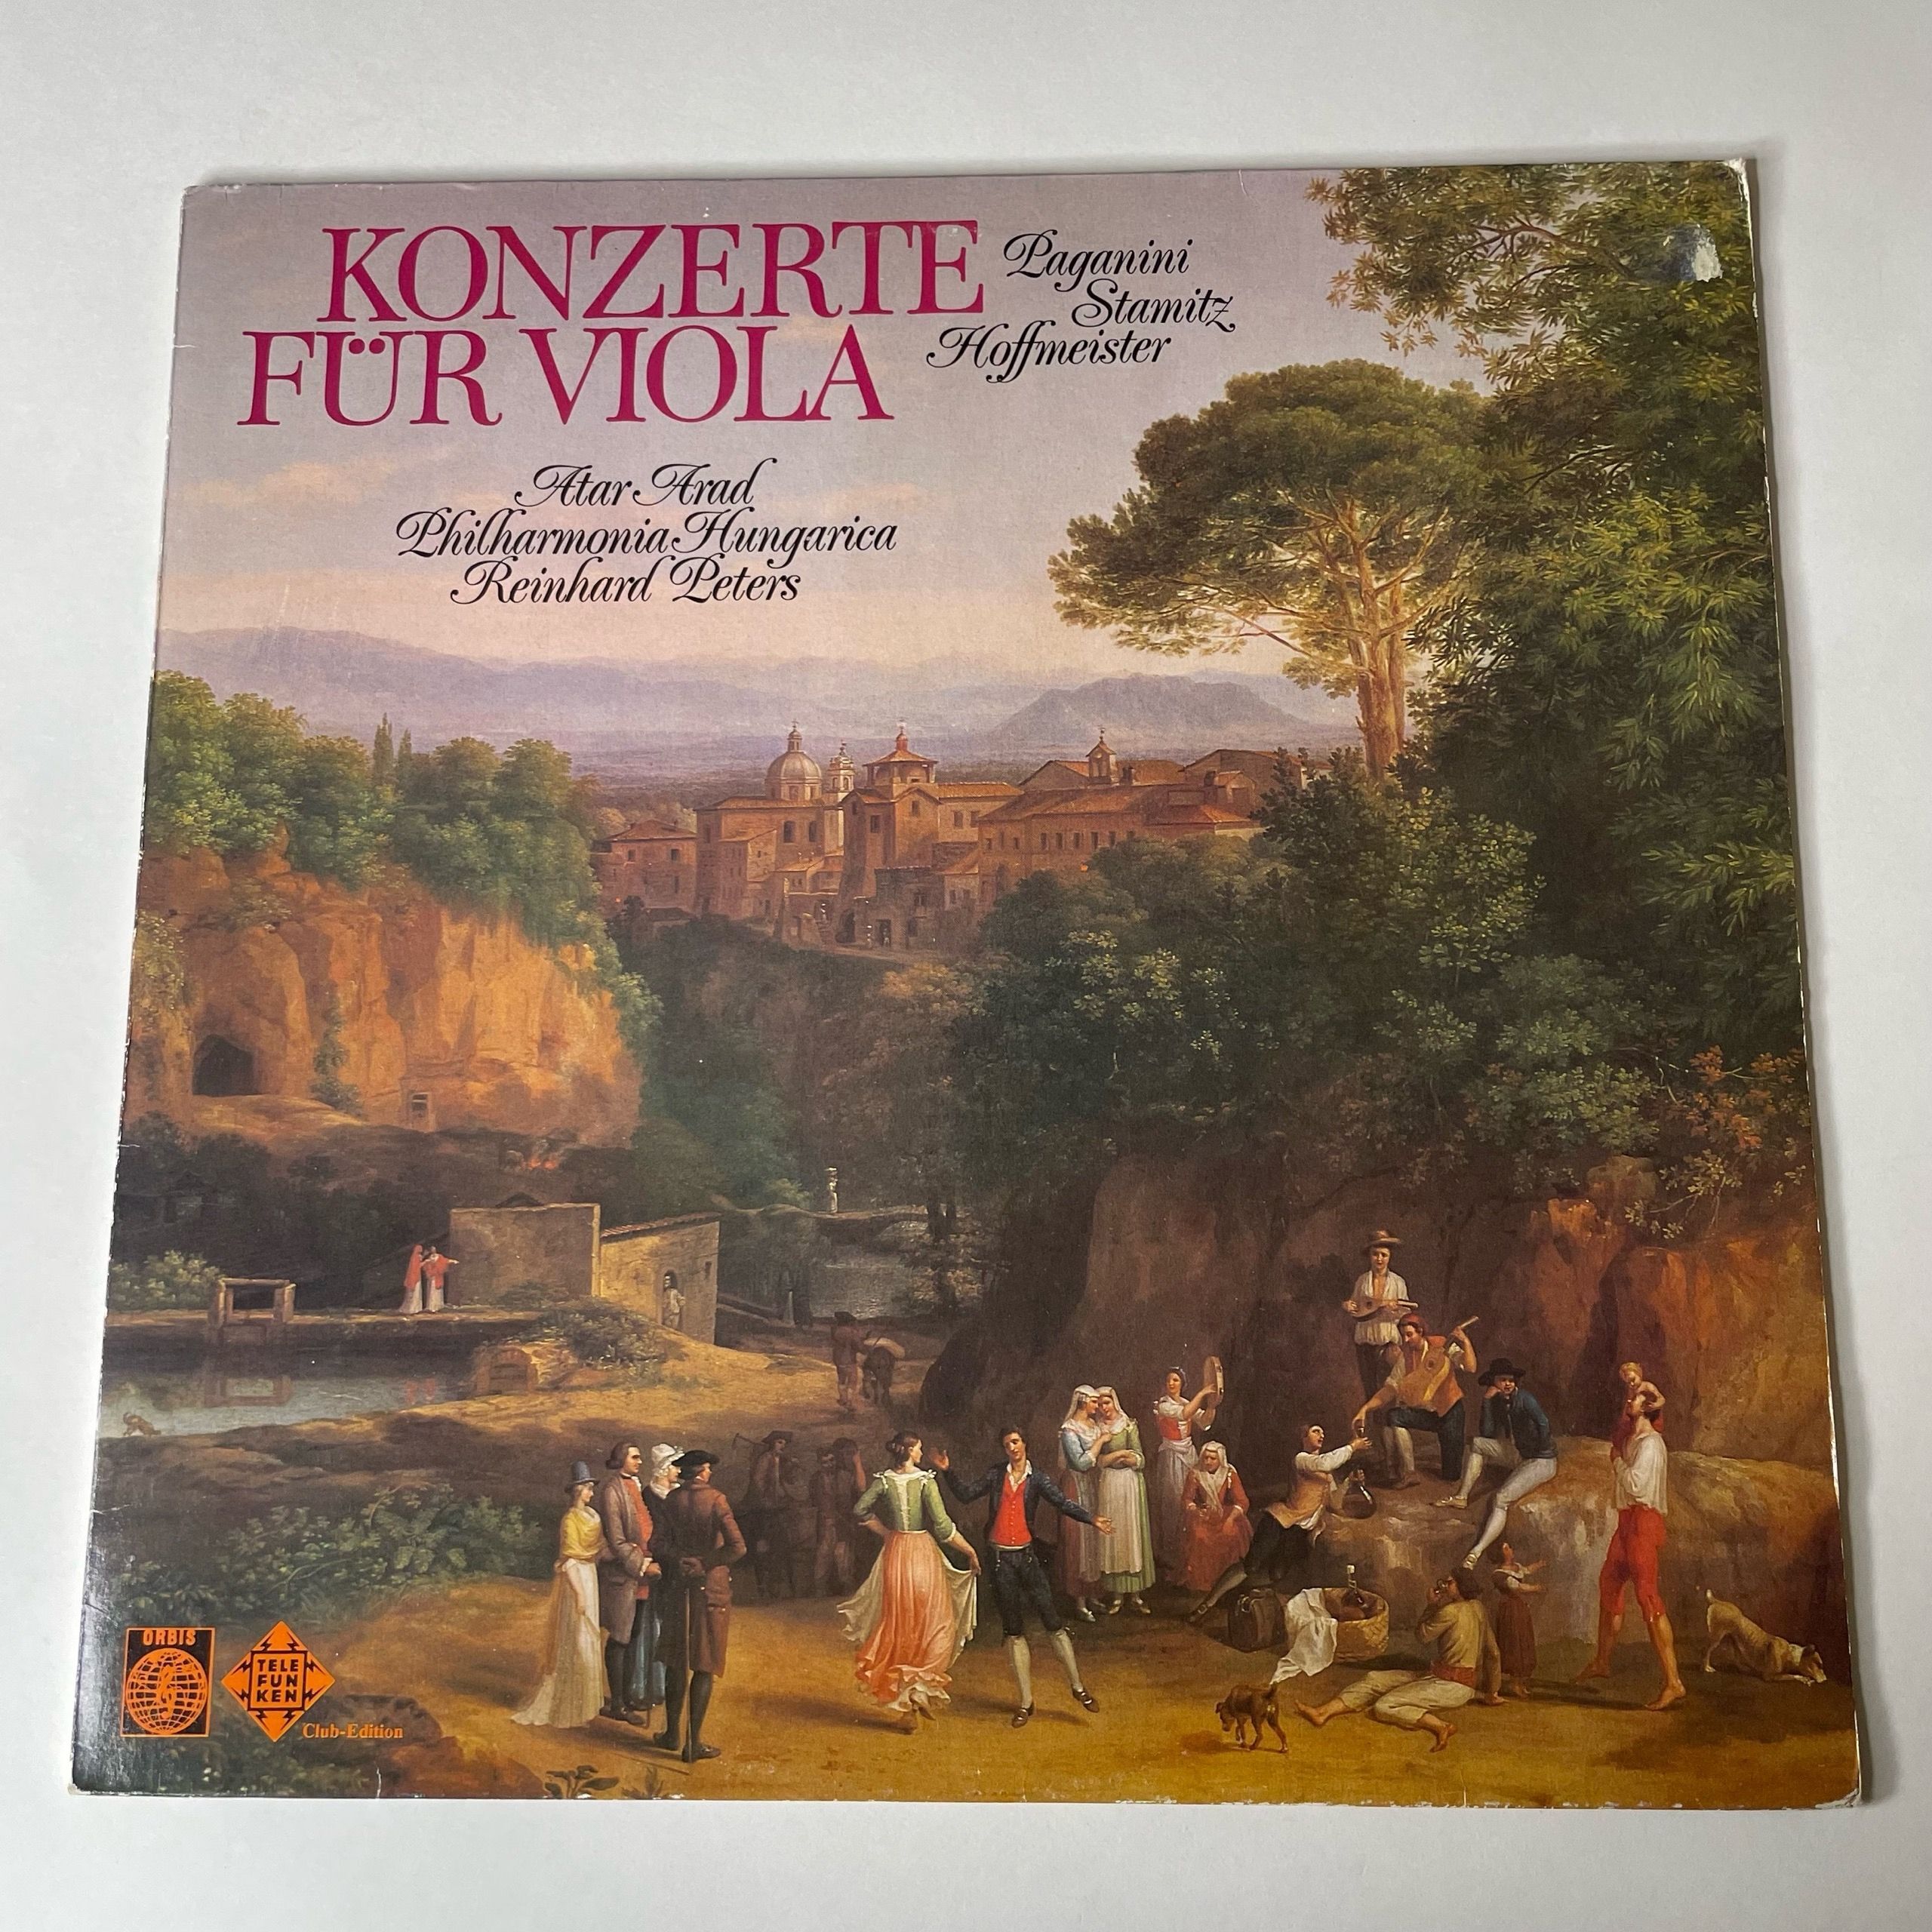 KONZERTE
FÜR VIOLA
Paganini
Stamitz
Hoffmeister
Atar Arad
Philharmonia Hungarica
Reinhard Peters
ORBIS
TELE
FUN
KEN
Club-Edition